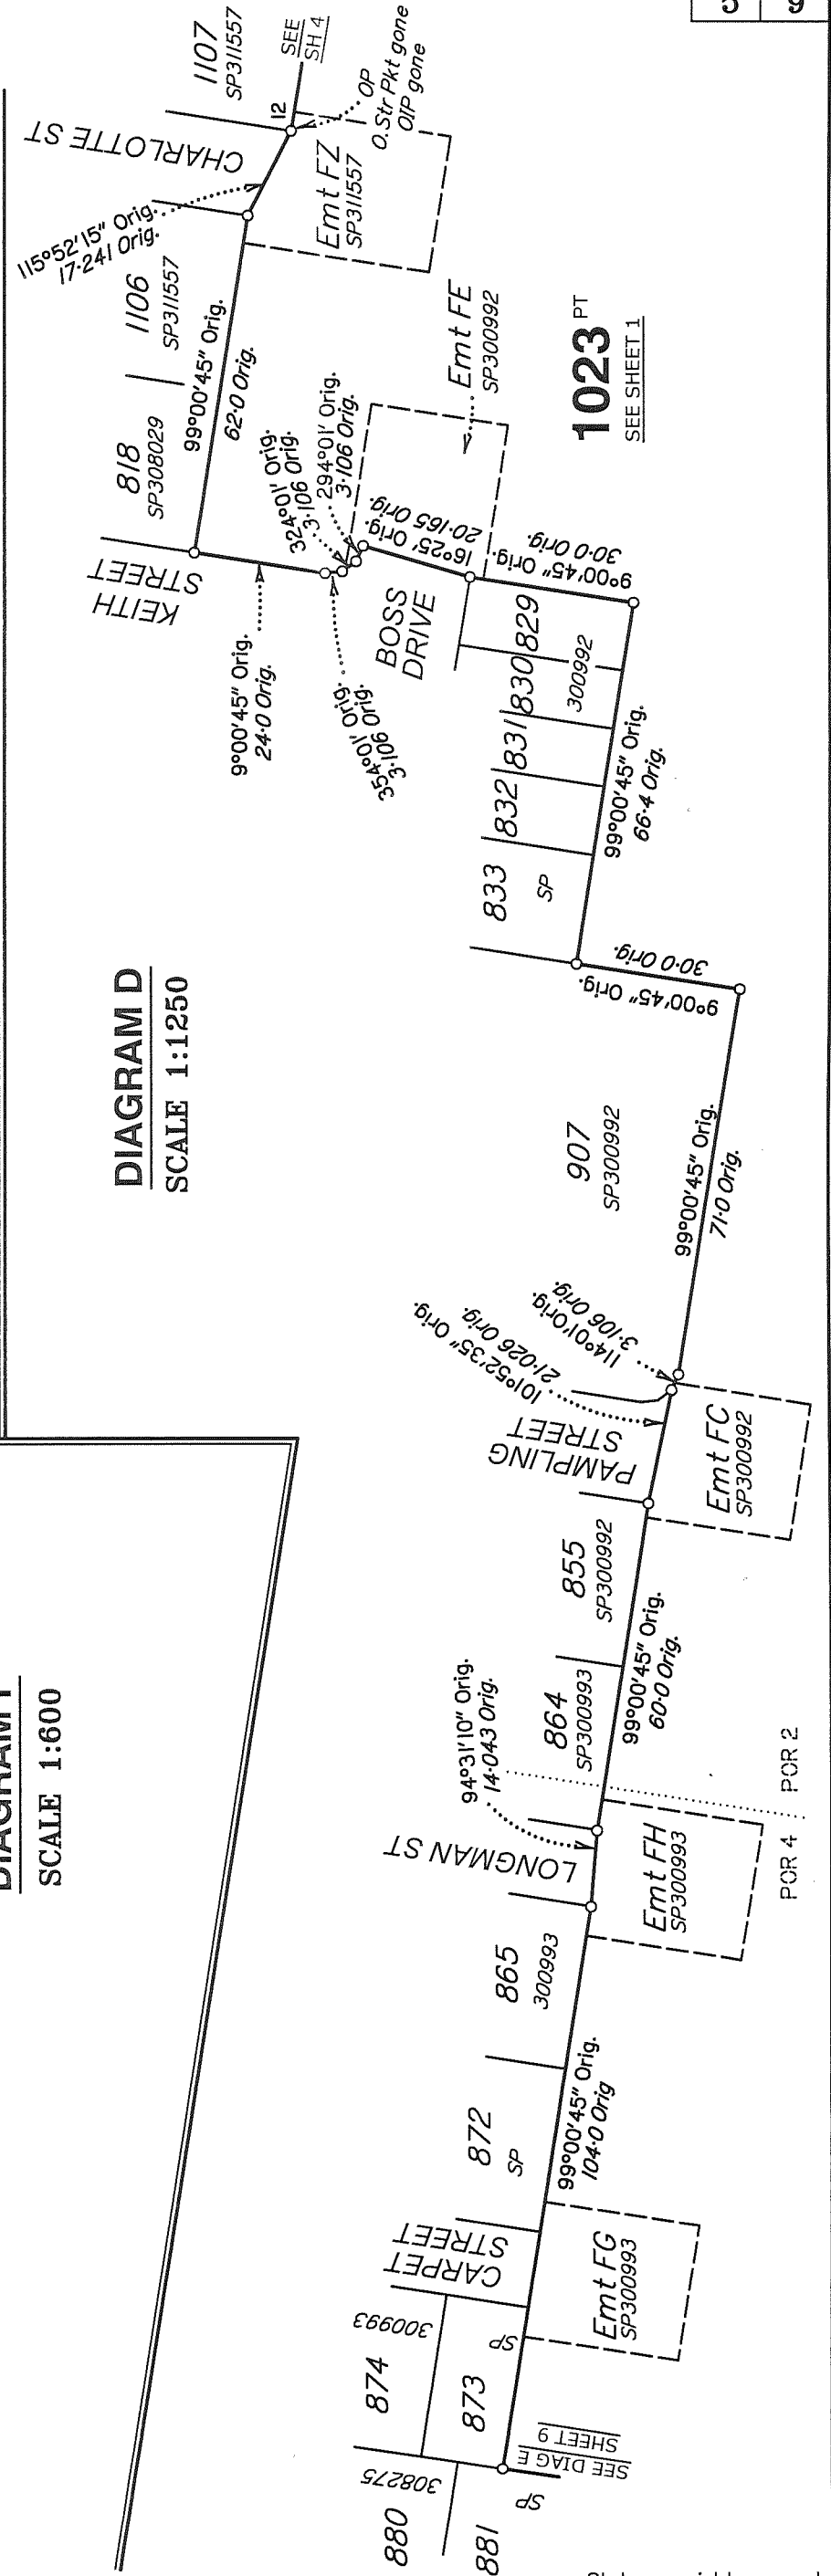 5 9
1107
SP311557
SEE
SH 4
12
OP
O.Str Pkt gone
OIP gone
CHARLOTTE ST
115°52'15" Orig.
17·241 Orig.
Emt FZ
SP311557
1106
SP311557
99°00'45" Orig.
62·0 Orig.
818
SP308029
KEITH
STREET
9°00'45" Orig.
24·0 Orig.
324°01' Orig.
3·106 Orig.
294°01' Orig.
3·106 Orig.
354°01' Orig.
3·106 Orig.
Emt FE
SP300992
1023 PT
SEE SHEET 1
16°25' Orig.
20·165 Orig.
BOSS
DRIVE
9°00'45" Orig.
30·0 Orig.
829
830
300992
831
832
833
SP
99°00'45" Orig.
66·4 Orig.
DIAGRAM D
SCALE 1:1250
9°00'45" Orig.
30·0 Orig.
907
SP300992
99°00'45" Orig.
71·0 Orig.
114°01' Orig.
3·106 Orig.
101°52'35" Orig.
21·026 Orig.
PAMPLING
STREET
Emt FC
SP300992
855
SP300992
99°00'45" Orig.
60·0 Orig.
864
SP300993
94°31'10" Orig.
14·043 Orig.
POR 2
POR 4
LONGMAN ST
Emt FH
SP300993
SCALE 1:600
865
300993
872
SP
99°00'45" Orig.
104·0 Orig
CARPET
STREET
Emt FG
SP300993
874
300993
873
SP
SEE DIAG E
SHEET 9
880
308275
881
SP